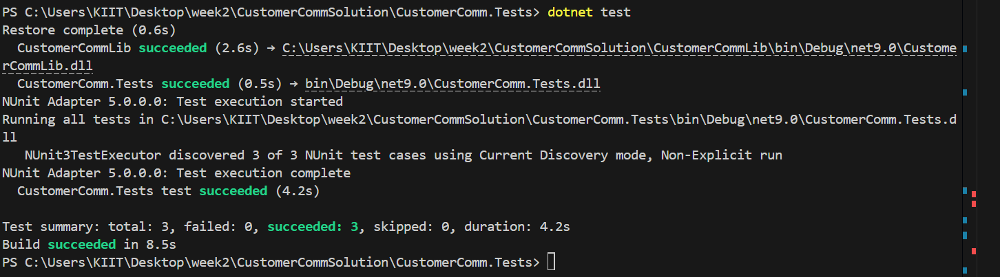 PS C:\Users\KIIT\Desktop\week2\CustomerCommSolution\CustomerComm.Tests> dotnet test
Restore complete (0.6s)
  CustomerCommLib succeeded (2.6s) → C:\Users\KIIT\Desktop\week2\CustomerCommSolution\CustomerCommLib\bin\Debug\net9.0\Custome
rCommLib.dll
  CustomerComm.Tests succeeded (0.5s) → bin\Debug\net9.0\CustomerComm.Tests.dll
NUnit Adapter 5.0.0.0: Test execution started
Running all tests in C:\Users\KIIT\Desktop\week2\CustomerCommSolution\CustomerComm.Tests\bin\Debug\net9.0\CustomerComm.Tests.d
ll
   NUnit3TestExecutor discovered 3 of 3 NUnit test cases using Current Discovery mode, Non-Explicit run
NUnit Adapter 5.0.0.0: Test execution complete
  CustomerComm.Tests test succeeded (4.2s)

Test summary: total: 3, failed: 0, succeeded: 3, skipped: 0, duration: 4.2s
Build succeeded in 8.5s
PS C:\Users\KIIT\Desktop\week2\CustomerCommSolution\CustomerComm.Tests>